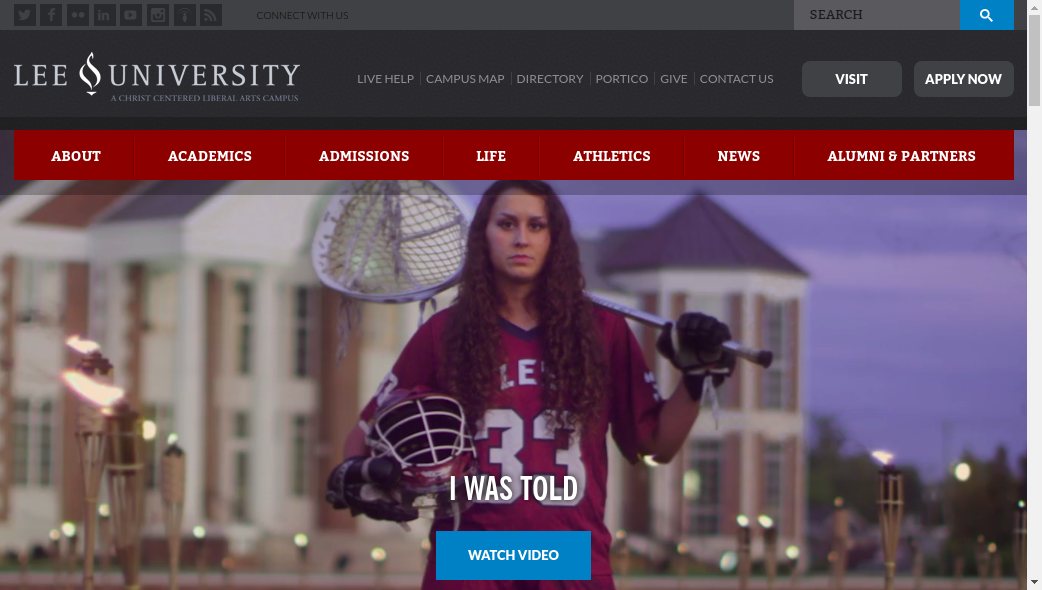 CONNECT WITH US
SEARCH
LEE UNIVERSITY
A CHRIST CENTERED LIBERAL ARTS CAMPUS
LIVE HELP
CAMPUS MAP
DIRECTORY
PORTICO
GIVE
CONTACT US
VISIT
APPLY NOW
ABOUT
ACADEMICS
ADMISSIONS
LIFE
ATHLETICS
NEWS
ALUMNI & PARTNERS
LEE
33
I WAS TOLD
WATCH VIDEO